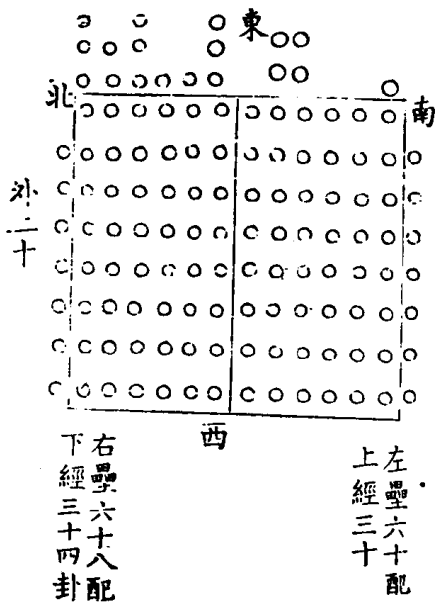 東
南
北
外二十
西
左壘六十配
上經三十
右壘六十八配
下經三十四卦